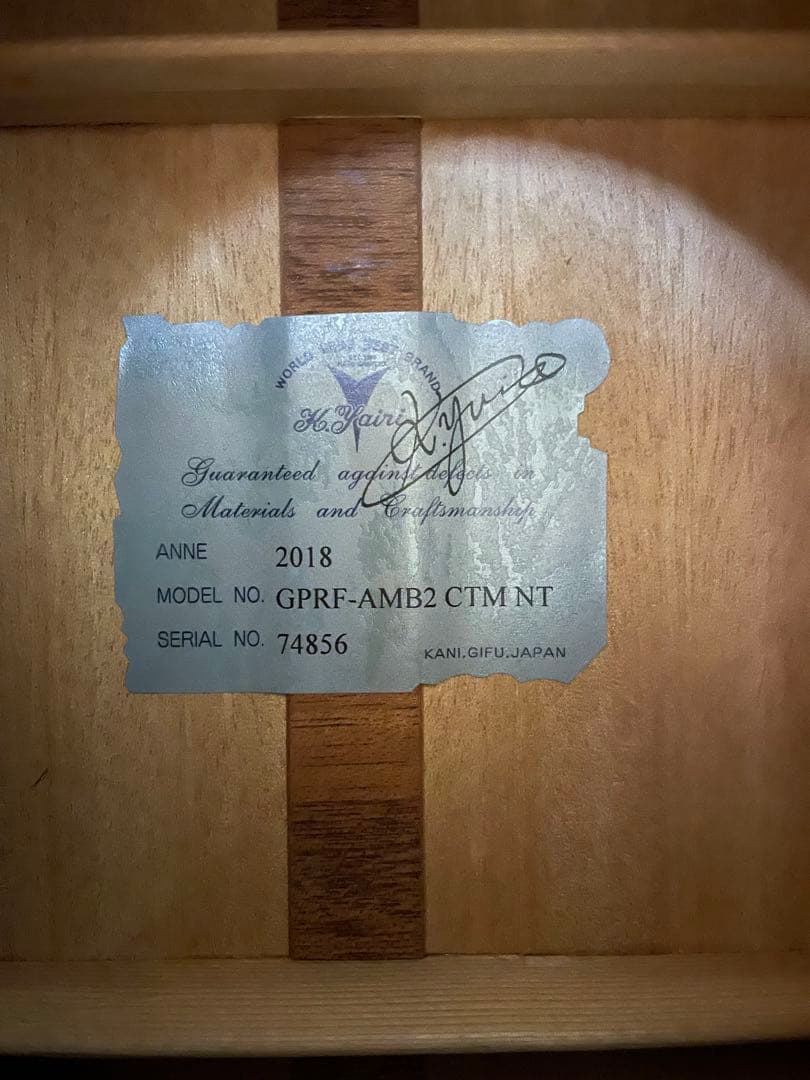 WORLD BEST BRAND
K.Yairi
K.Yairi
Guaranteed against defects in
Materials and Craftsmanship
ANNE 2018
MODEL NO. GPRF-AMB2 CTM NT
SERIAL NO. 74856
KANI.GIFU.JAPAN